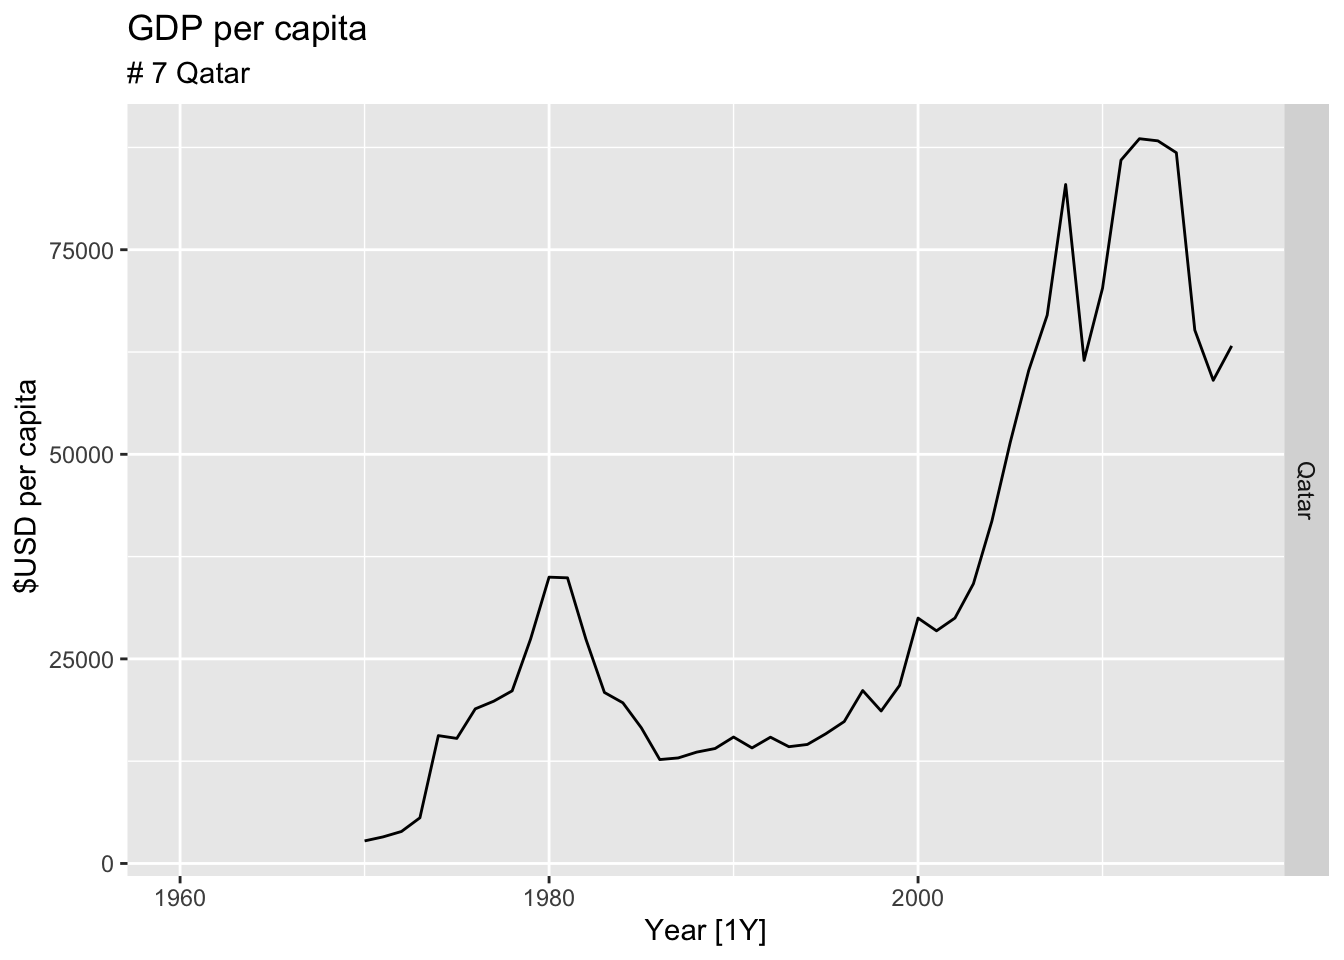 GDP per capita
# 7 Qatar
$USD per capita
75000
50000
25000
0
Qatar
1960
1980
2000
Year [1Y]